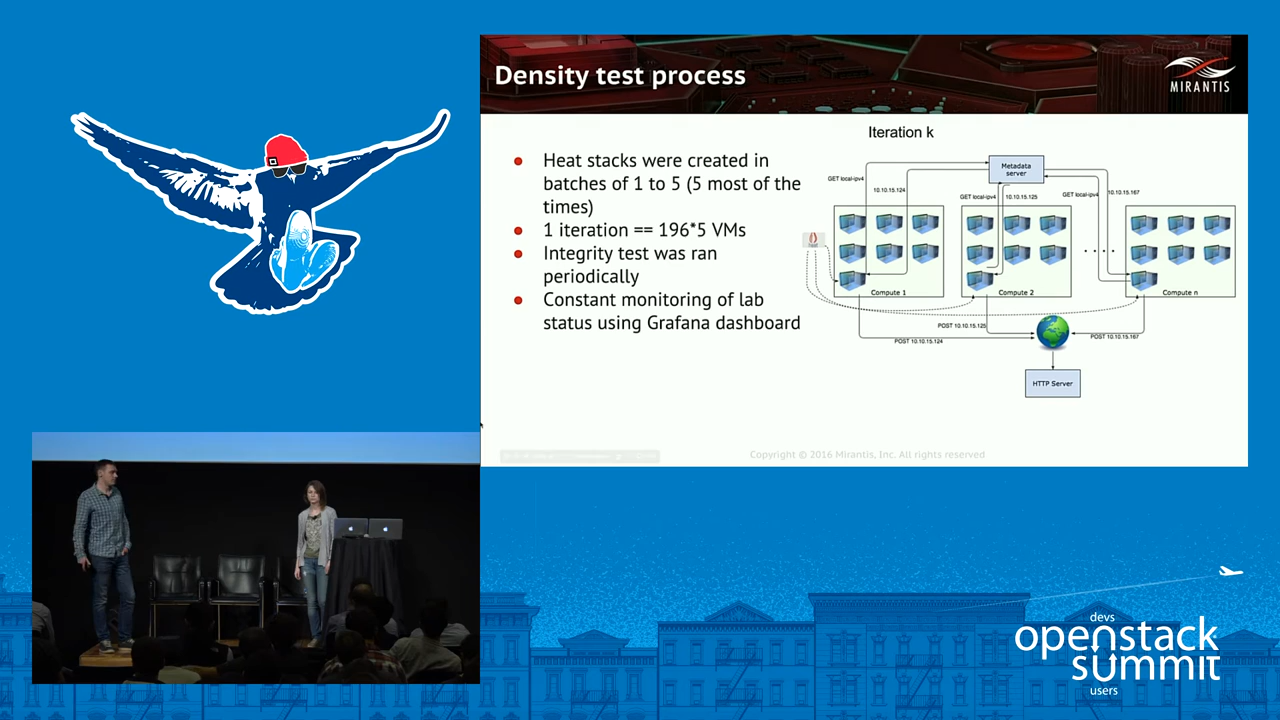 Density test process
MIRANTIS
Iteration k
Heat stacks were created in
batches of 1 to 5 (5 most of the
times)
1 iteration == 196*5 VMs
Integrity test was ran
periodically
Constant monitoring of lab
status using Grafana dashboard
Metadata
server
GET local-ipv4
10.10.15.124
GET local-ipv4
10.10.15.125
GET local-ipv4
10.10.15.167
Compute 1
Compute 2
. . . .
Compute n
POST 10.10.15.125
POST 10.10.15.124
POST 10.10.15.167
HTTP Server
Copyright © 2016 Mirantis, Inc. All rights reserved
devs
openstack
summit
users